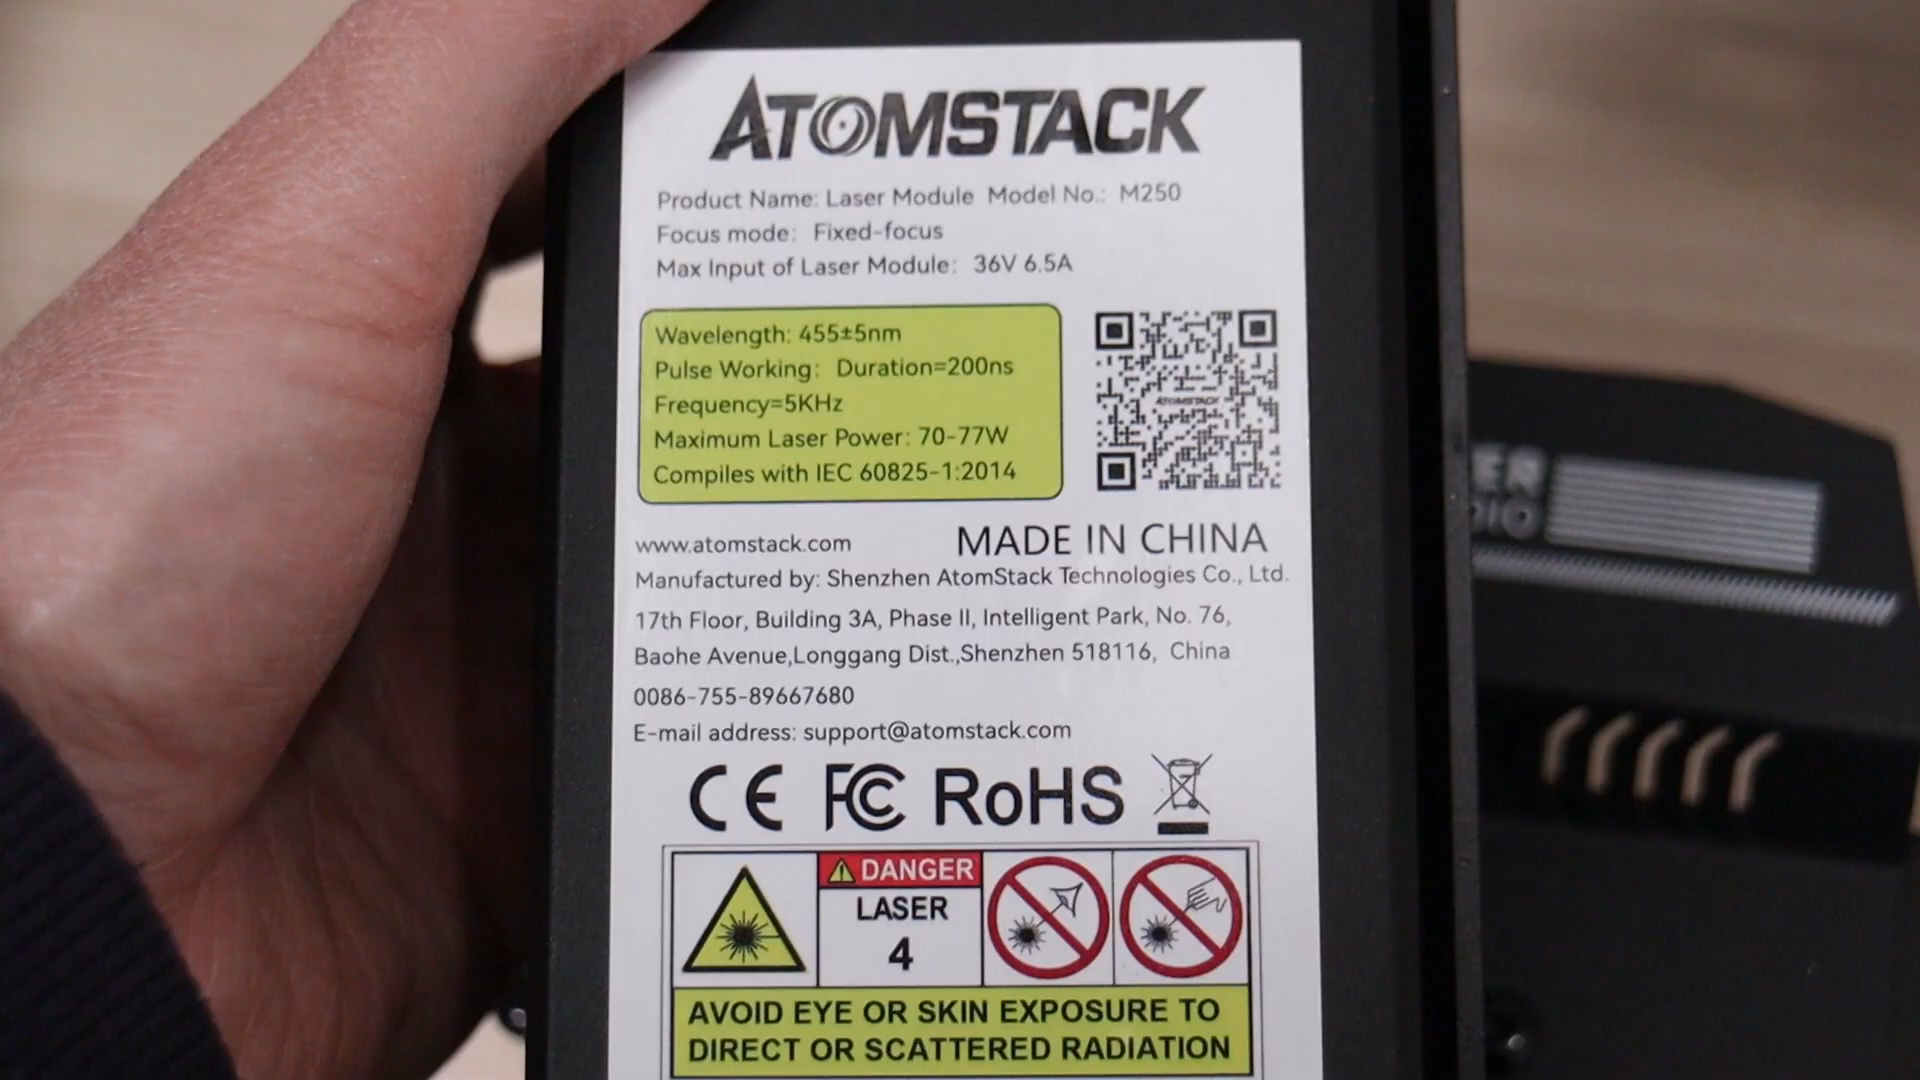 ATOMSTACK
Product Name: Laser Module Model No.: M250
Focus mode: Fixed-focus
Max Input of Laser Module: 36V 6.5A
Wavelength: 455±5nm
Pulse Working: Duration=200ns
Frequency=5KHz
Maximum Laser Power: 70-77W
Compiles with IEC 60825-1:2014
ATOMSTACK
www.atomstack.com MADE IN CHINA
Manufactured by: Shenzhen AtomStack Technologies Co., Ltd.
17th Floor, Building 3A, Phase II, Intelligent Park, No. 76,
Baohe Avenue,Longgang Dist.,Shenzhen 518116, China
0086-755-89667680
E-mail address: support@atomstack.com
CE FC RoHS
DANGER
LASER
4
AVOID EYE OR SKIN EXPOSURE TO
DIRECT OR SCATTERED RADIATION